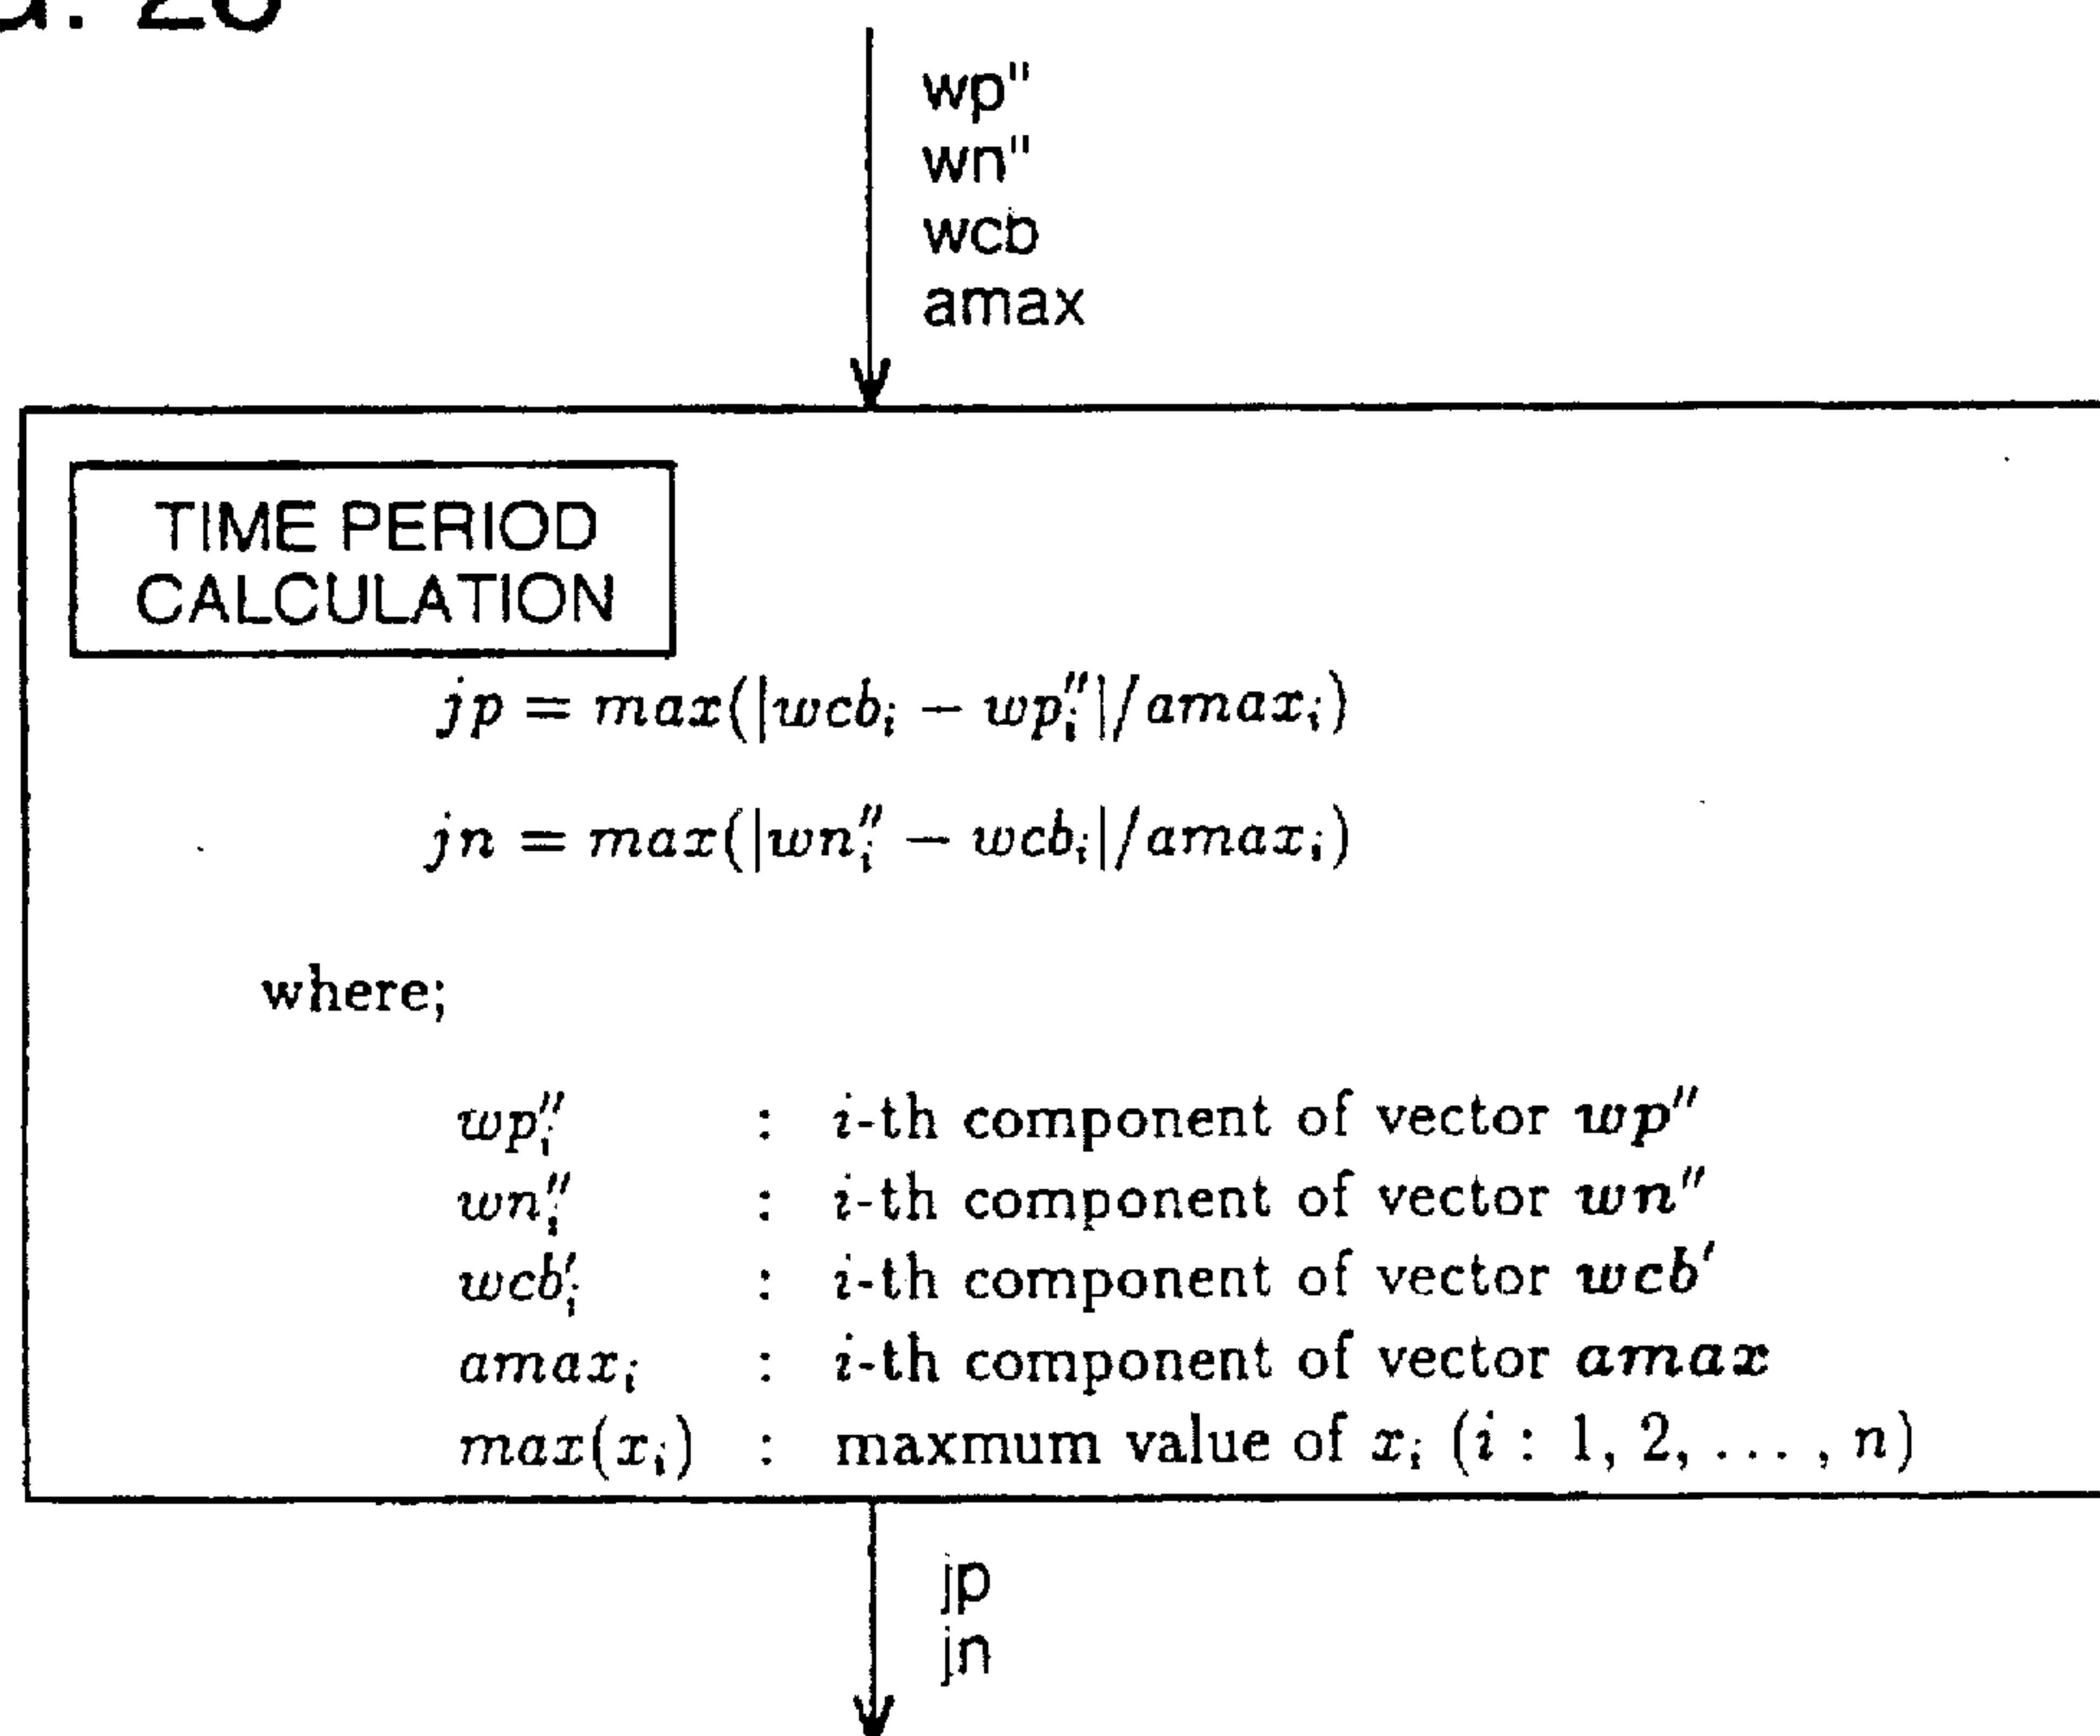 wp"
wn"
wcb
amax
TIME PERIOD
CALCULATION
jp = max(|wcb_i − wp″_i|/amax_i)
jn = max(|wn″_i − wcb_i|/amax_i)
where;
wp″_i : i-th component of vector wp″
wn″_i : i-th component of vector wn″
wcb′_i : i-th component of vector wcb′
amax_i : i-th component of vector amax
max(x_i) : maxmum value of x_i (i : 1, 2, ... , n)
jp
jn